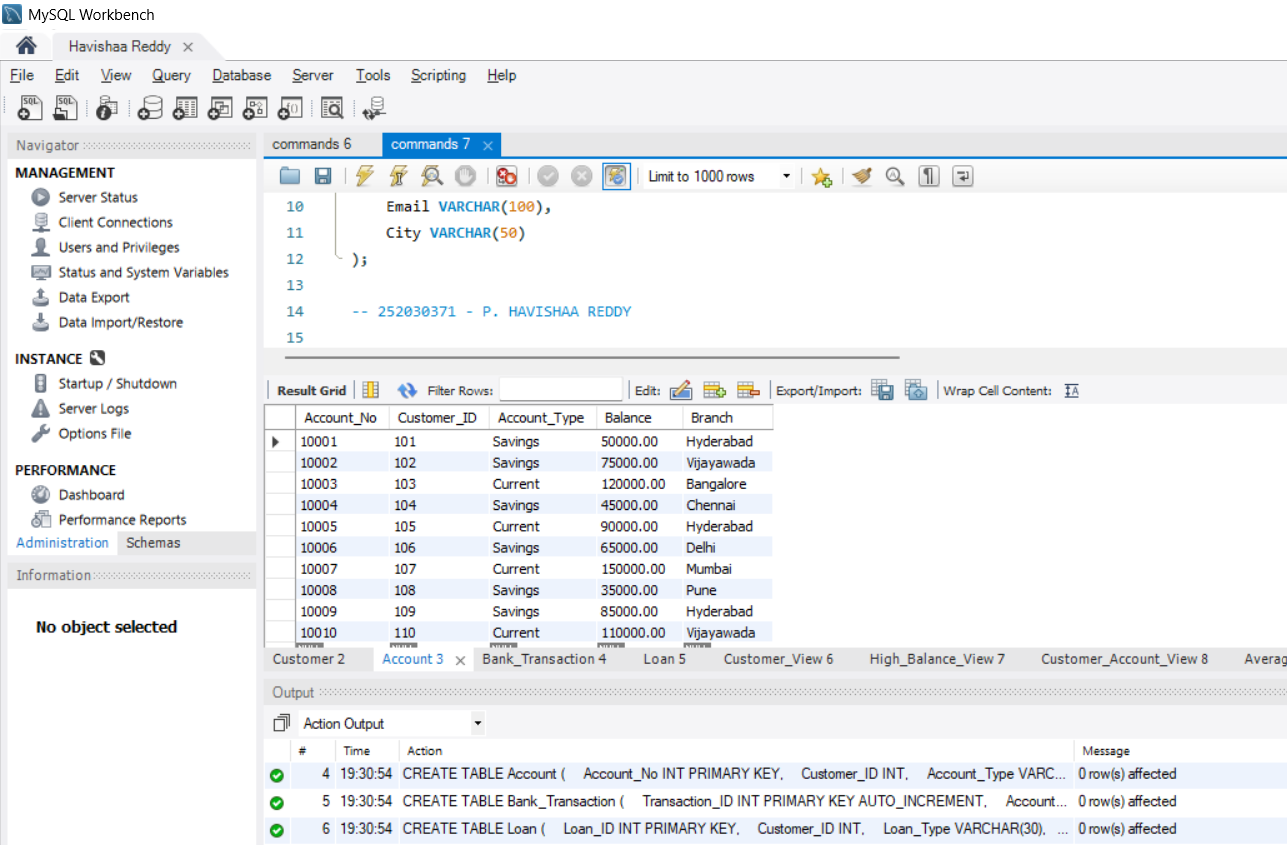 MySQL Workbench
Havishaa Reddy
File Edit View Query Database Server Tools Scripting Help
Navigator
MANAGEMENT
Server Status
Client Connections
Users and Privileges
Status and System Variables
Data Export
Data Import/Restore
INSTANCE
Startup / Shutdown
Server Logs
Options File
PERFORMANCE
Dashboard
Performance Reports
Administration Schemas
Information
No object selected
commands 6 commands 7
Limit to 1000 rows
10 Email VARCHAR(100),
11 City VARCHAR(50)
12 );
13
14 -- 252030371 - P. HAVISHAA REDDY
15
Result Grid Filter Rows: Edit: Export/Import: Wrap Cell Content:
Account_No Customer_ID Account_Type Balance Branch
10001 101 Savings 50000.00 Hyderabad
10002 102 Savings 75000.00 Vijayawada
10003 103 Current 120000.00 Bangalore
10004 104 Savings 45000.00 Chennai
10005 105 Current 90000.00 Hyderabad
10006 106 Savings 65000.00 Delhi
10007 107 Current 150000.00 Mumbai
10008 108 Savings 35000.00 Pune
10009 109 Savings 85000.00 Hyderabad
10010 110 Current 110000.00 Vijayawada
Customer 2 Account 3 Bank_Transaction 4 Loan 5 Customer_View 6 High_Balance_View 7 Customer_Account_View 8 Averag
Output
Action Output
# Time Action Message
4 19:30:54 CREATE TABLE Account ( Account_No INT PRIMARY KEY, Customer_ID INT, Account_Type VARC... 0 row(s) affected
5 19:30:54 CREATE TABLE Bank_Transaction ( Transaction_ID INT PRIMARY KEY AUTO_INCREMENT, Account... 0 row(s) affected
6 19:30:54 CREATE TABLE Loan ( Loan_ID INT PRIMARY KEY, Customer_ID INT, Loan_Type VARCHAR(30), ... 0 row(s) affected